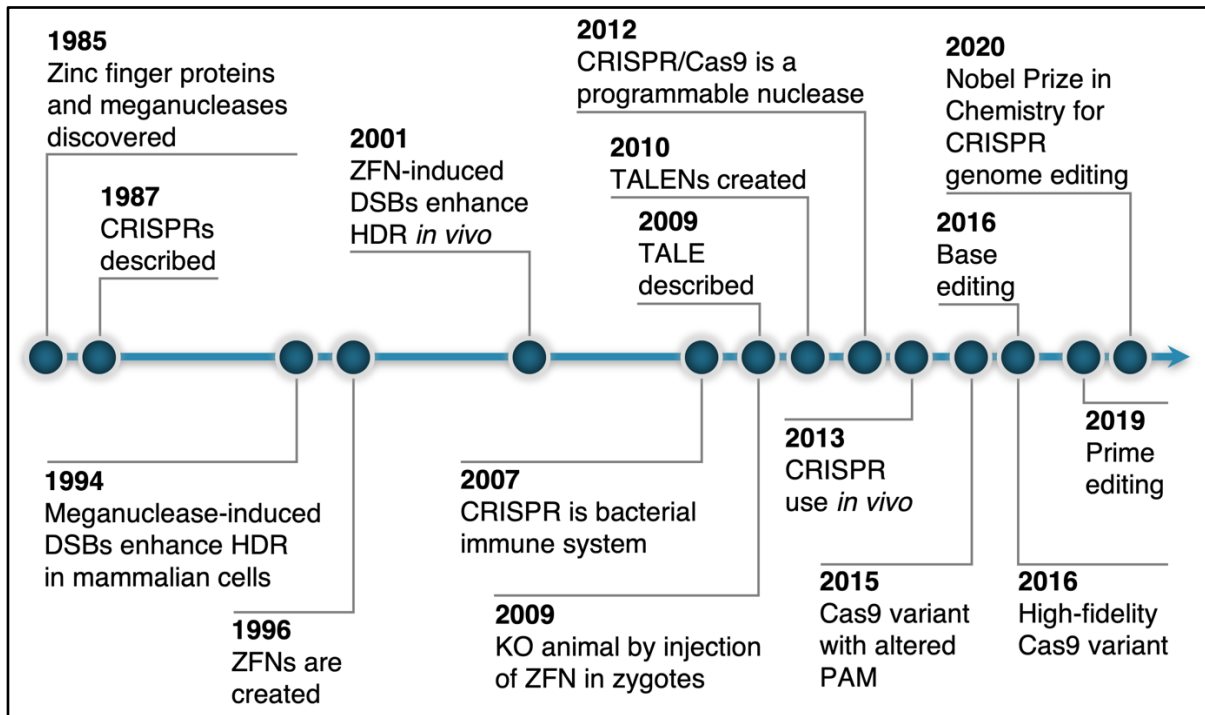 1985
Zinc finger proteins
and meganucleases
discovered
1987
CRISPRs
described
2001
ZFN-induced
DSBs enhance
HDR in vivo
2012
CRISPR/Cas9 is a
programmable nuclease
2010
TALENs created
2009
TALE
described
2020
Nobel Prize in
Chemistry for
CRISPR
genome editing
2016
Base
editing
1994
Meganuclease-induced
DSBs enhance HDR
in mammalian cells
1996
ZFNs are
created
2007
CRISPR is bacterial
immune system
2009
KO animal by injection
of ZFN in zygotes
2013
CRISPR
use in vivo
2015
Cas9 variant
with altered
PAM
2016
High-fidelity
Cas9 variant
2019
Prime
editing